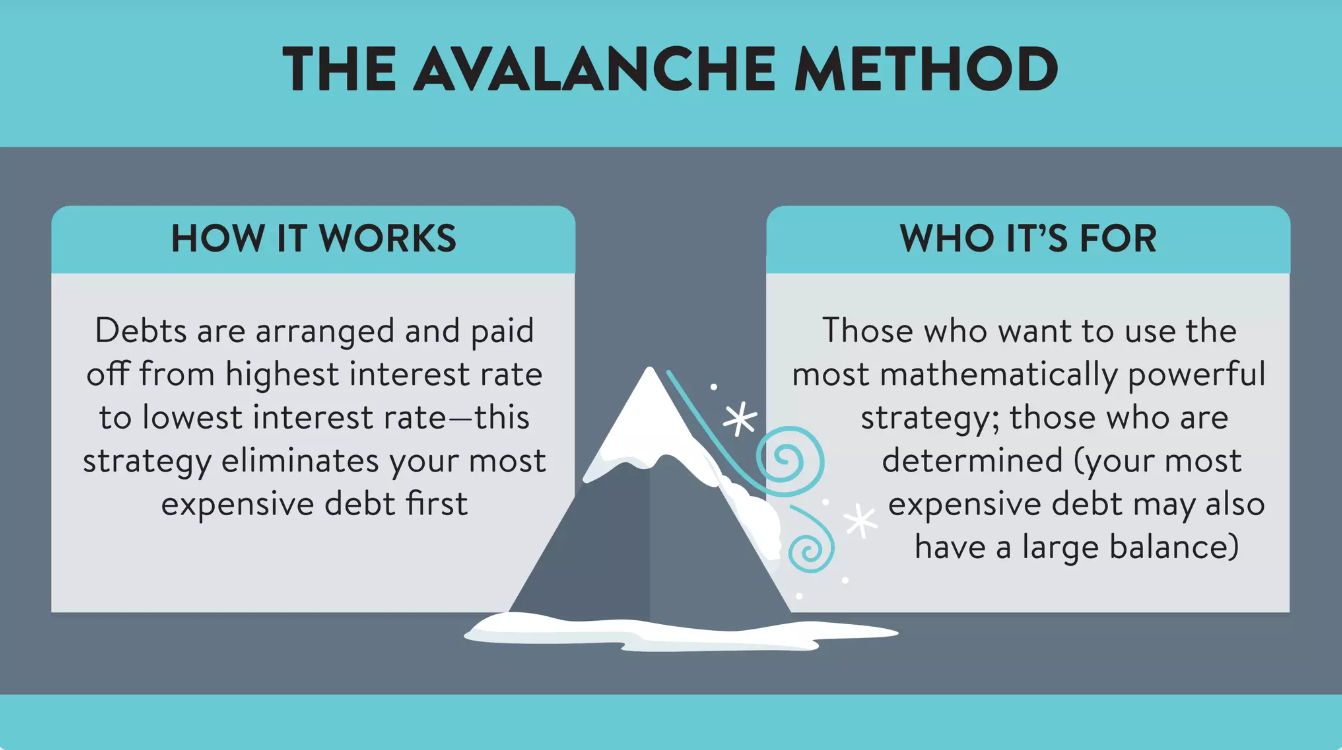 THE AVALANCHE METHOD
HOW IT WORKS
Debts are arranged and paid
off from highest interest rate
to lowest interest rate—this
strategy eliminates your most
expensive debt first
WHO IT’S FOR
Those who want to use the
most mathematically powerful
strategy; those who are
determined (your most
expensive debt may also
have a large balance)